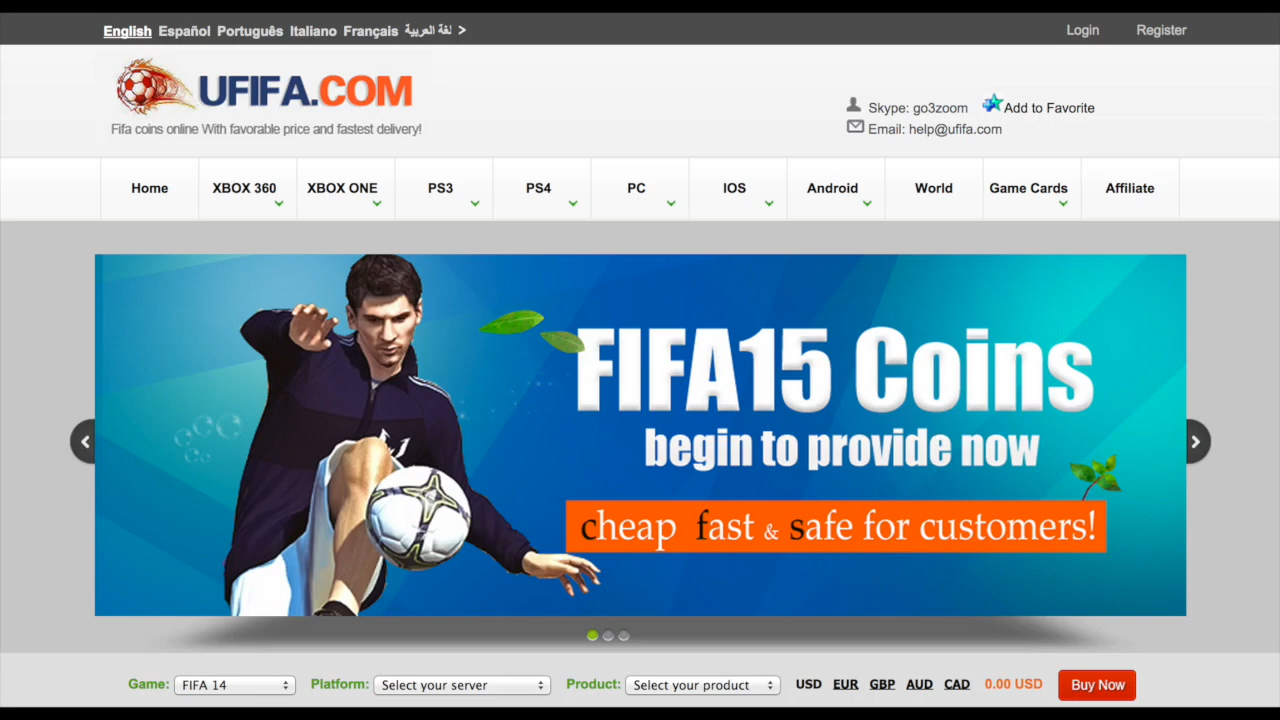 English Español Português Italiano Français لغة العربية >
Login Register
UFIFA.COM
Fifa coins online With favorable price and fastest delivery!
Skype: go3zoom Add to Favorite
Email: help@ufifa.com
Home XBOX 360 XBOX ONE PS3 PS4 PC IOS Android World Game Cards Affiliate
FIFA15 Coins
begin to provide now
cheap fast & safe for customers!
Game: FIFA 14 Platform: Select your server Product: Select your product USD EUR GBP AUD CAD 0.00 USD Buy Now